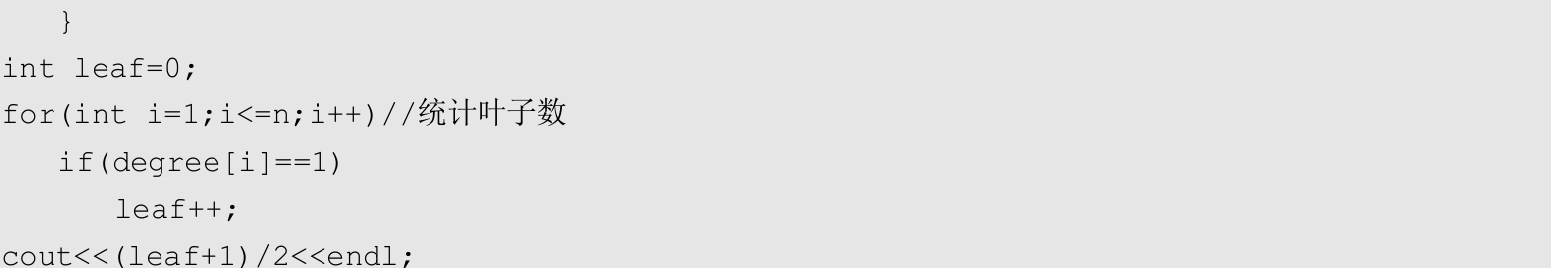 }
int leaf=0;
for(int i=1;i<=n;i++)//统计叶子数
if(degree[i]==1)
leaf++;
cout<<(leaf+1)/2<<endl;